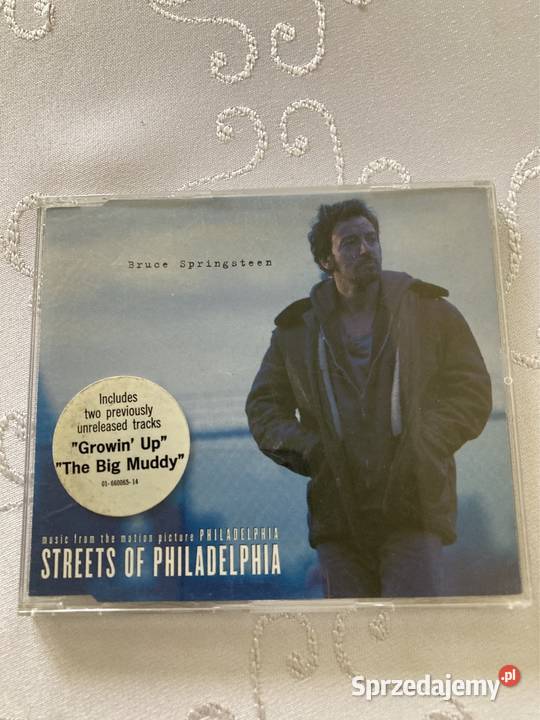 Bruce Springsteen
Includes
two previously
unreleased tracks
"Growin' Up"
"The Big Muddy"
01-660065-14
music from the motion picture PHILADELPHIA
STREETS OF PHILADELPHIA
Sprzedajemy.pl